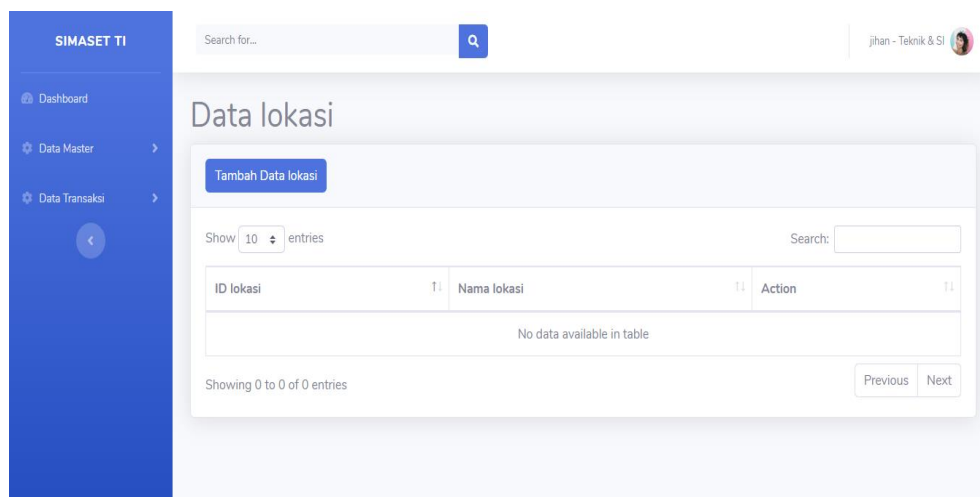 SIMASET TI
Search for...
jihan - Teknik & SI
Dashboard
Data Master
Data Transaksi
Data lokasi
Tambah Data lokasi
Show 10 entries
Search:
ID lokasi Nama lokasi Action
No data available in table
Showing 0 to 0 of 0 entries
Previous Next